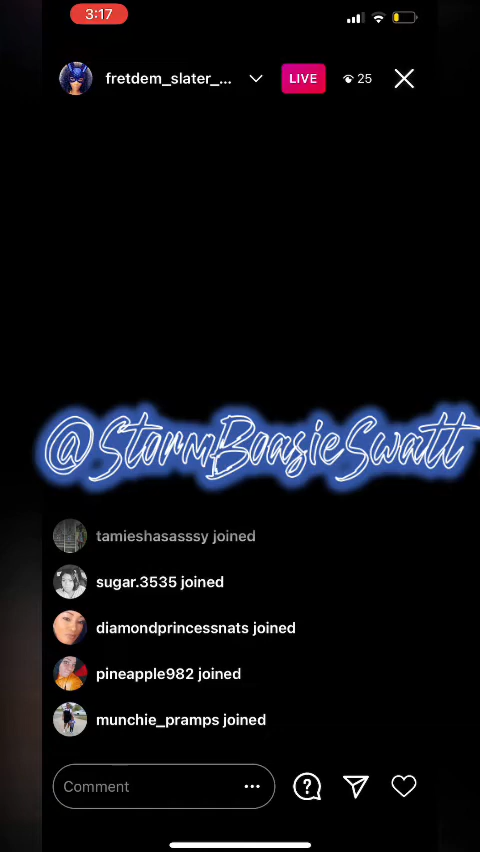 3:17
fretdem_slater_...
LIVE
25
@StormBoasieSwatt
tamieshasasssy joined
sugar.3535 joined
diamondprincessnats joined
pineapple982 joined
munchie_pramps joined
Comment